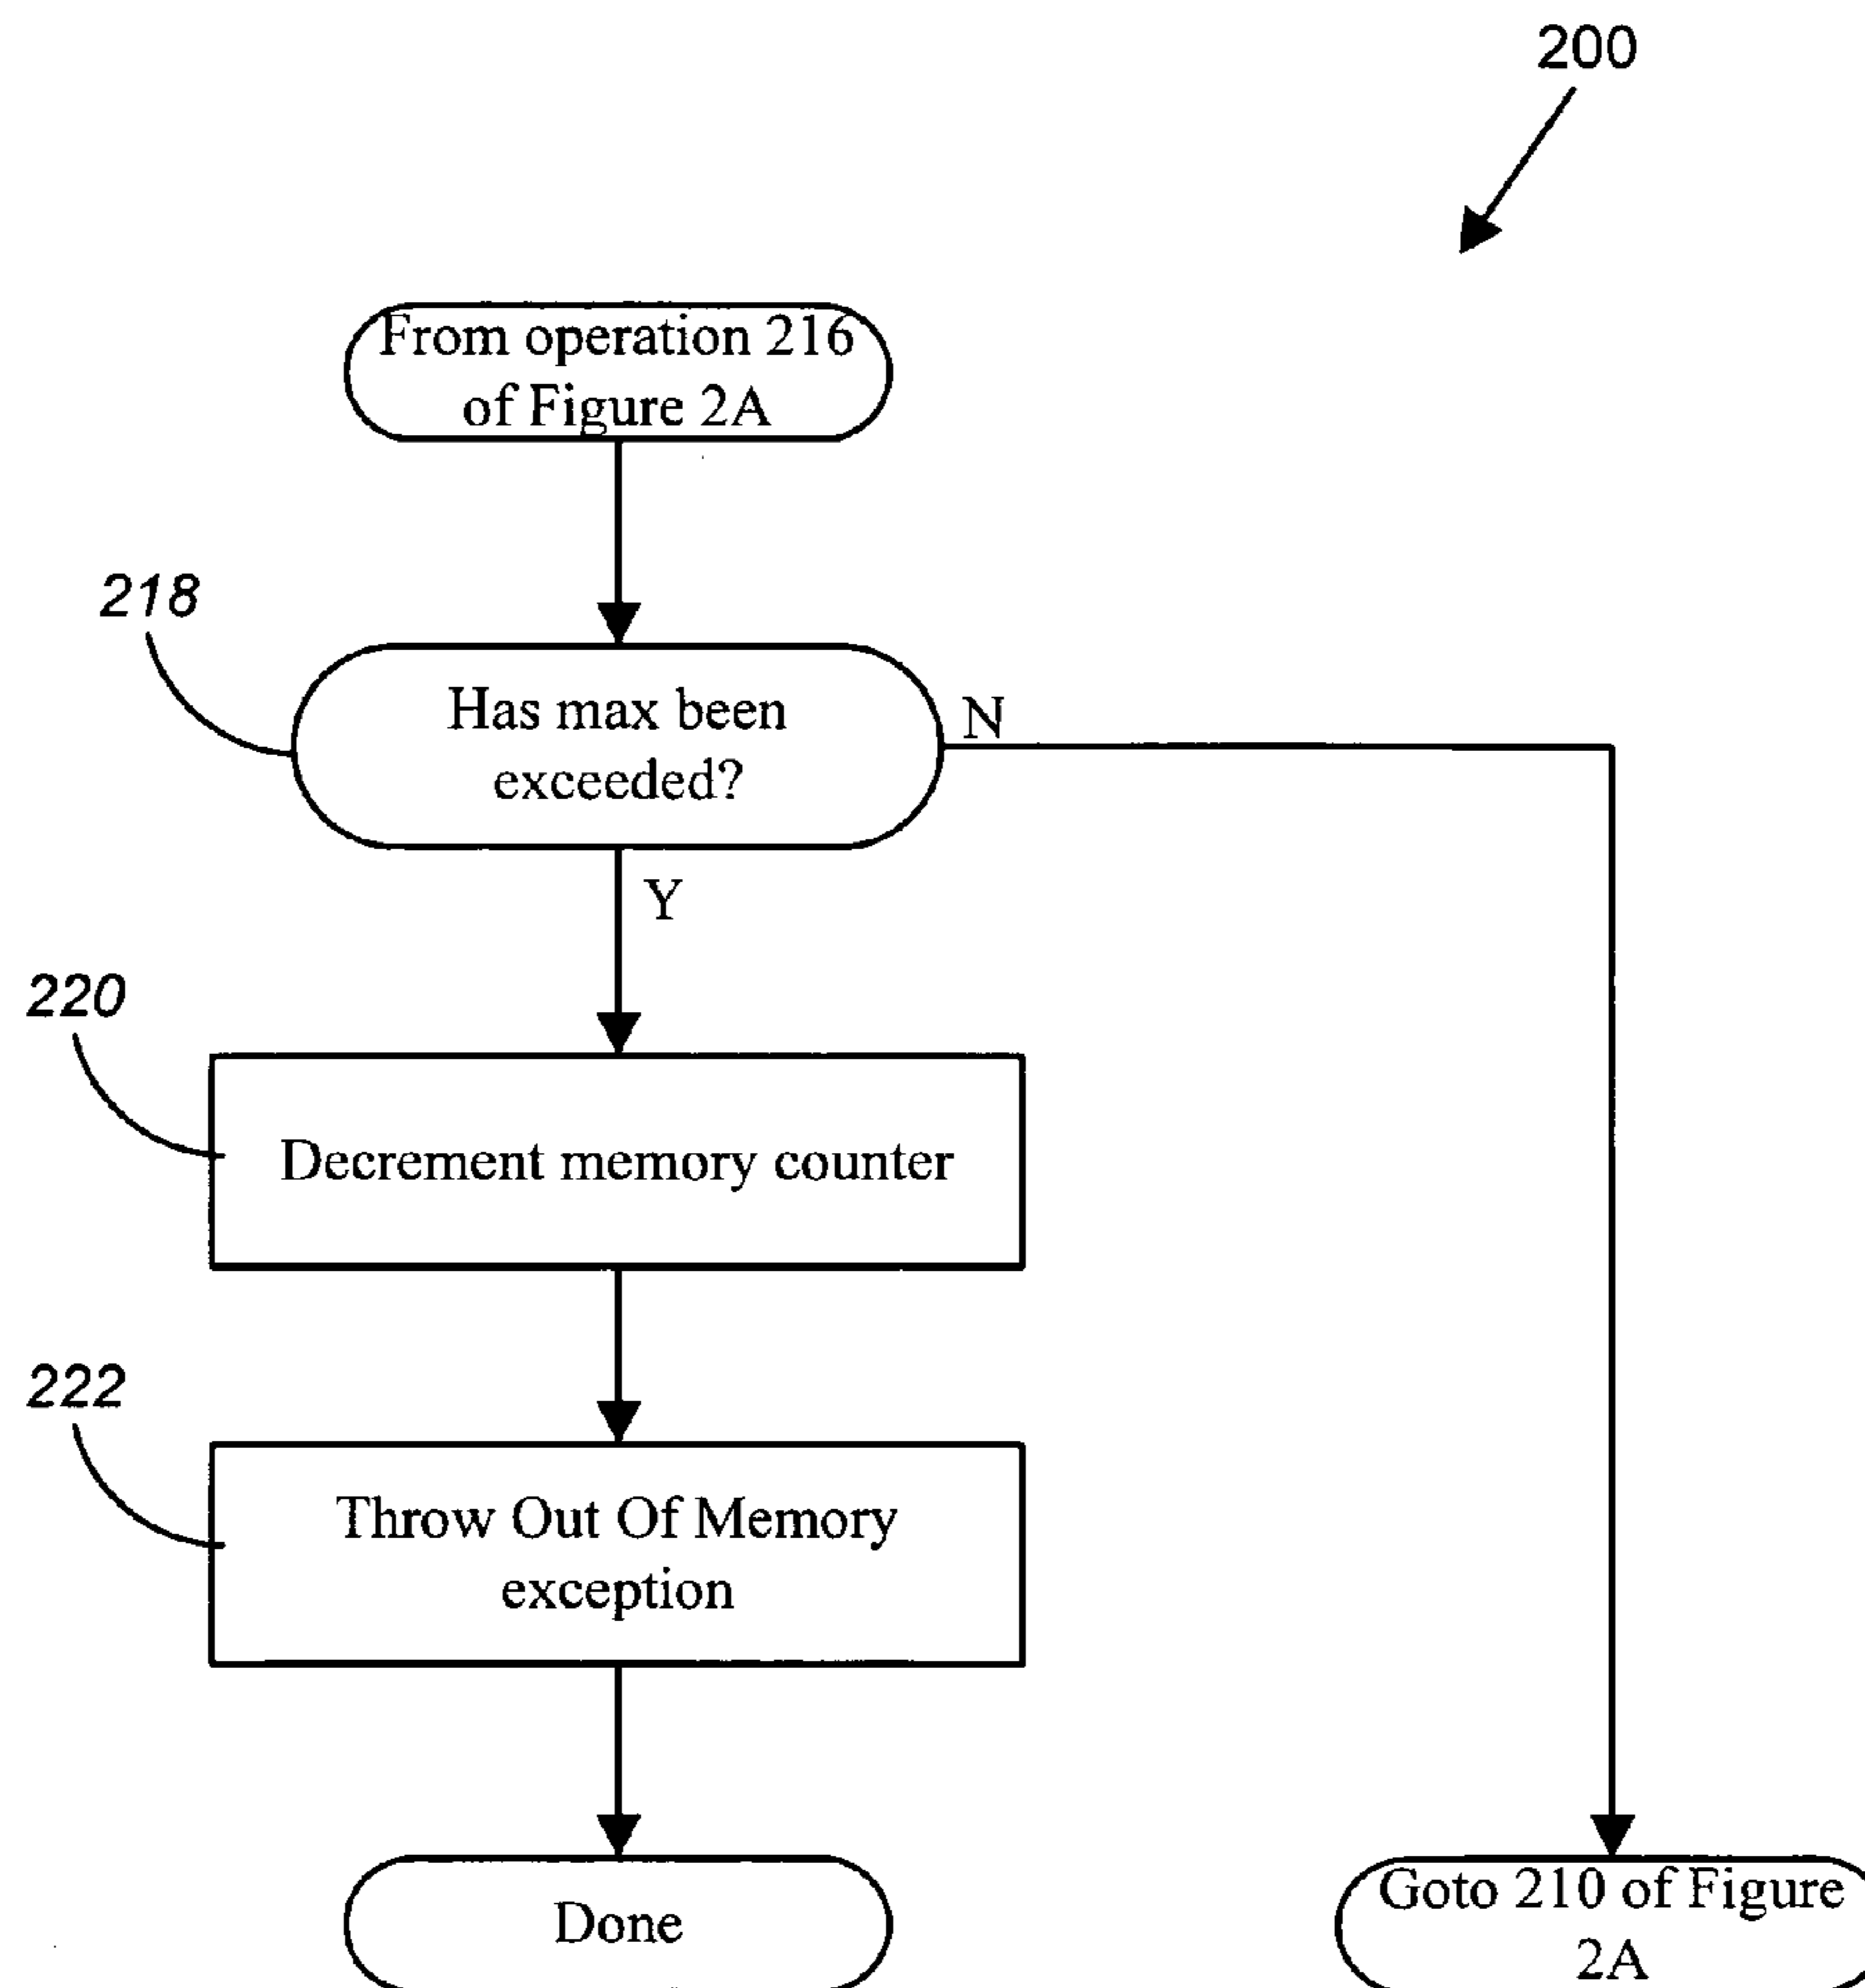 200
From operation 216
of Figure 2A
218
Has max been
exceeded?
N
Y
220
Decrement memory counter
222
Throw Out Of Memory
exception
Done
Goto 210 of Figure
2A